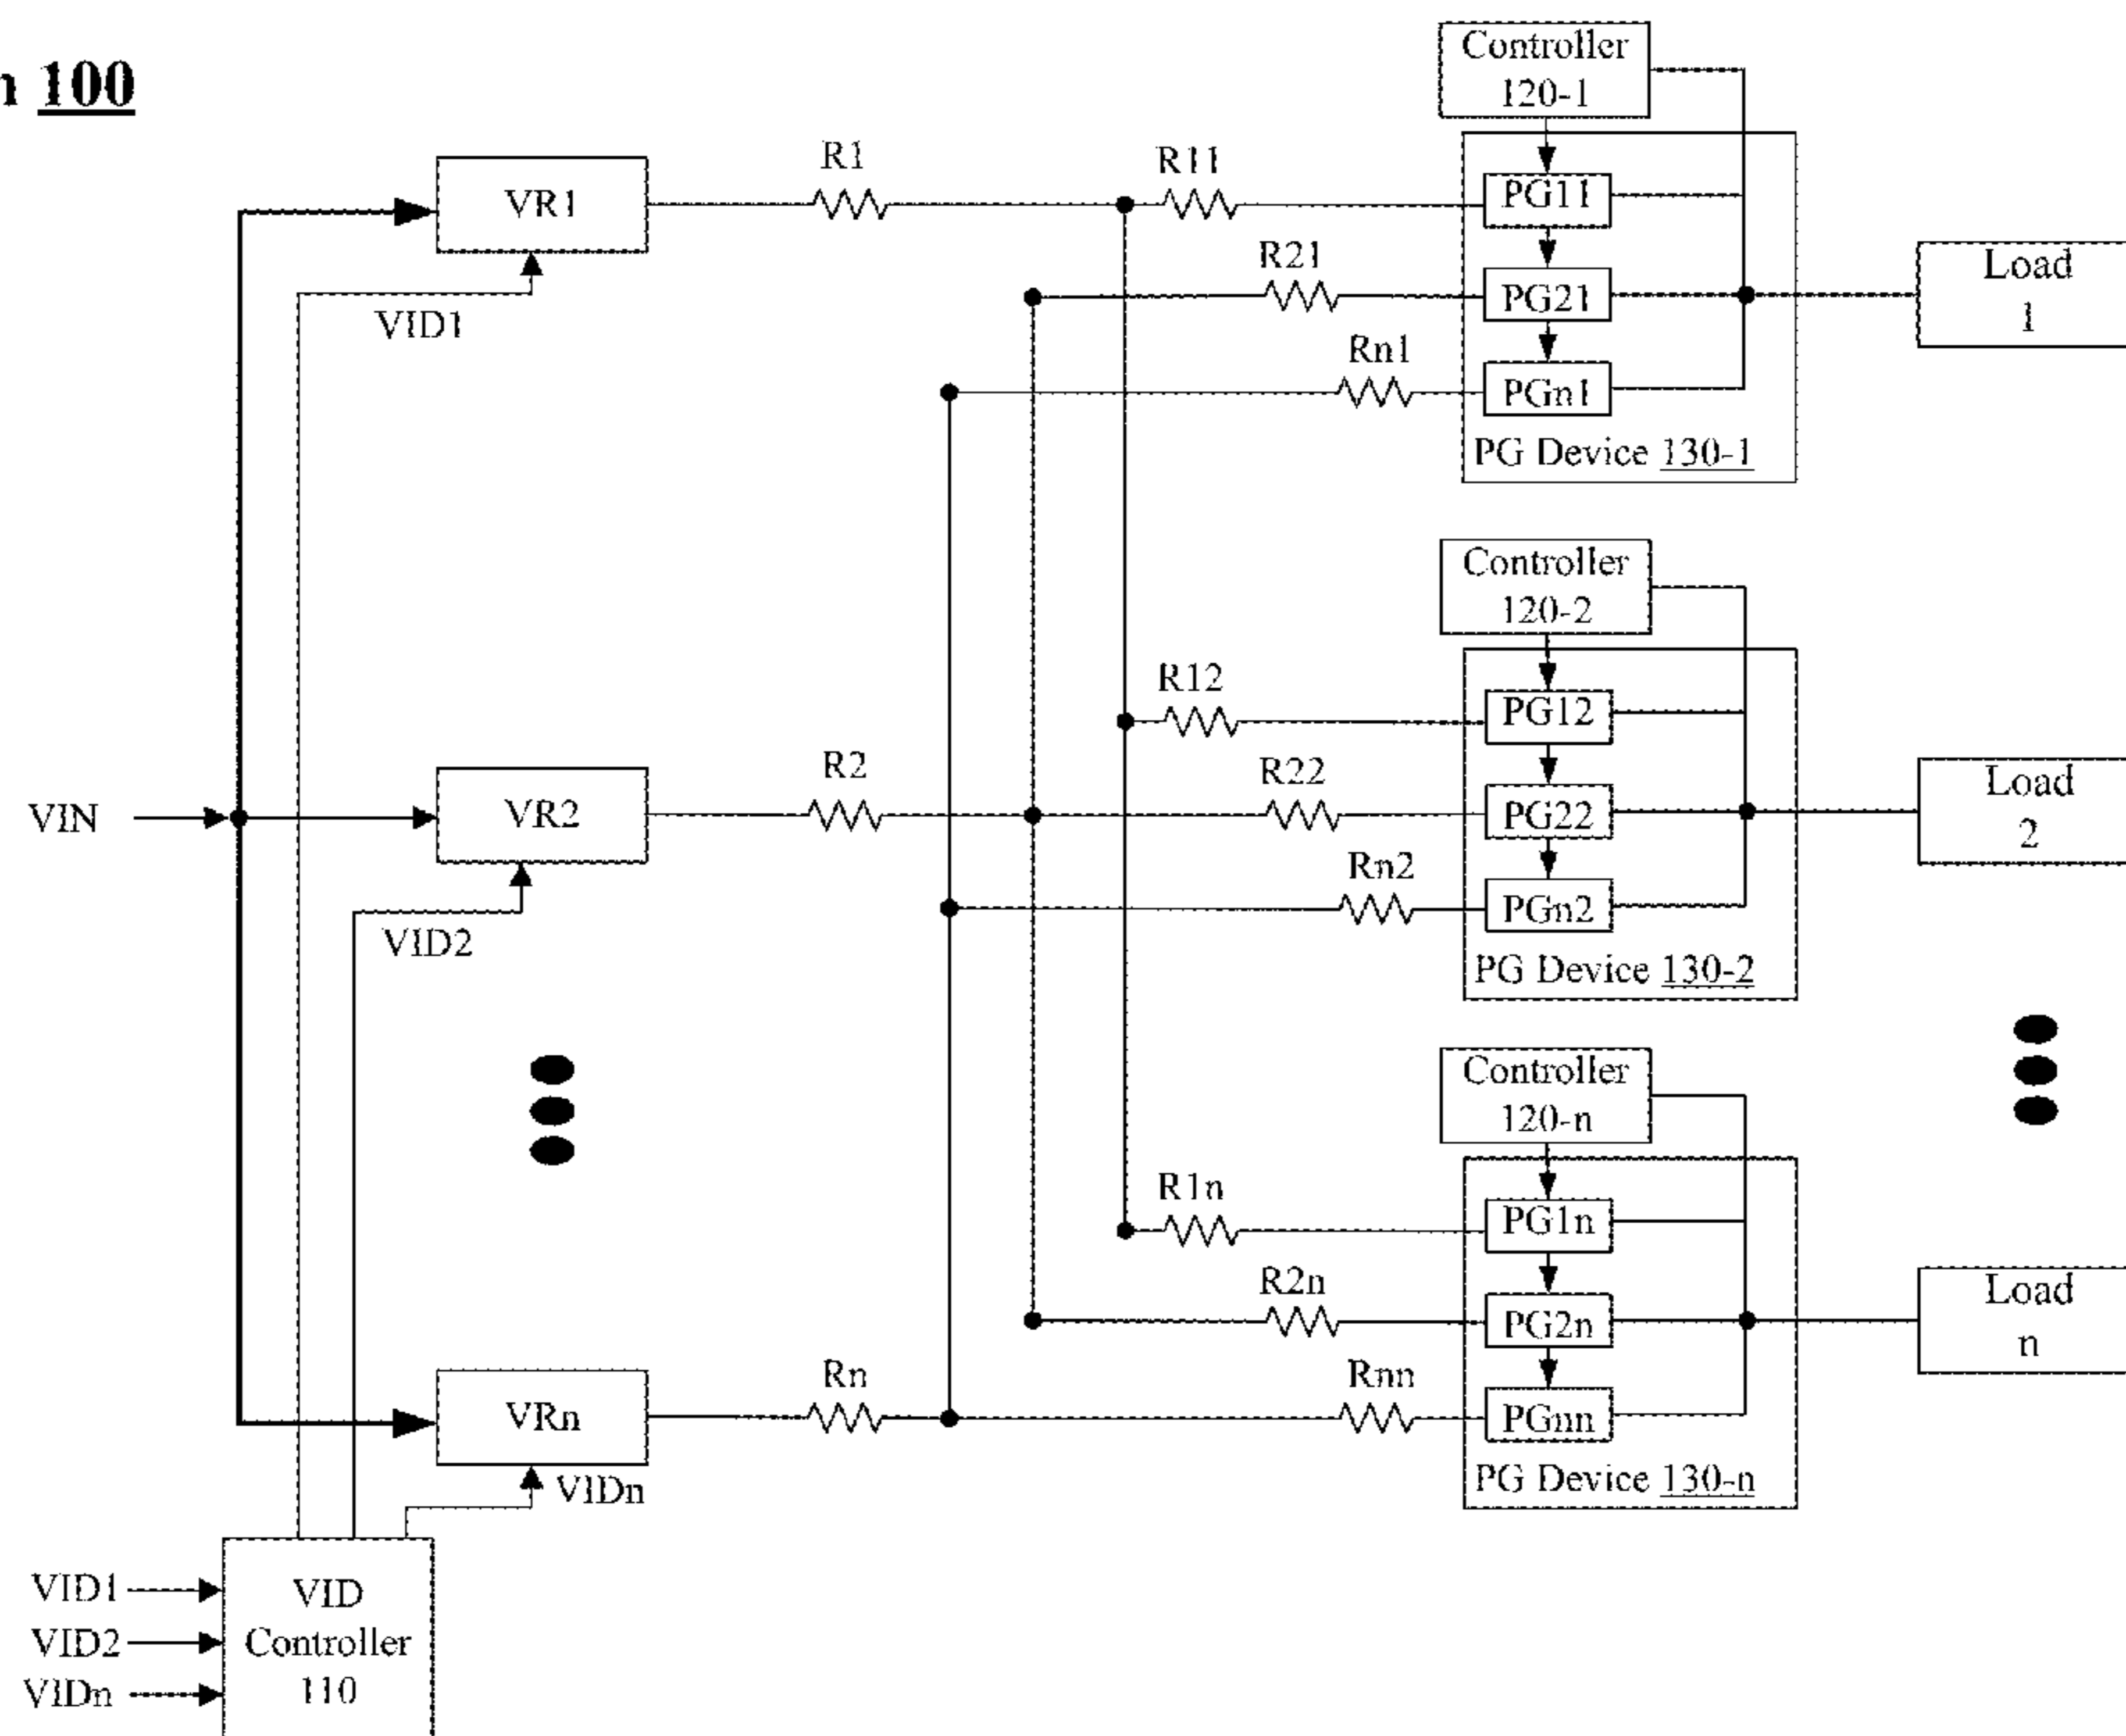 n 100
Controller
120-1
R1
R11
VR1
PG11
R21
Load
1
VID1
PG21
Rn1
PGn1
PG Device 130-1
Controller
120-2
R12
PG12
R2
R22
Load
2
VIN
VR2
PG22
Rn2
PGn2
VID2
PG Device 130-2
Controller
120-n
R1n
PG1n
R2n
Load
n
PG2n
Rn
Rnn
VRn
PGnn
VIDn
PG Device 130-n
VID1
VID2
VIDn
VID
Controller
110